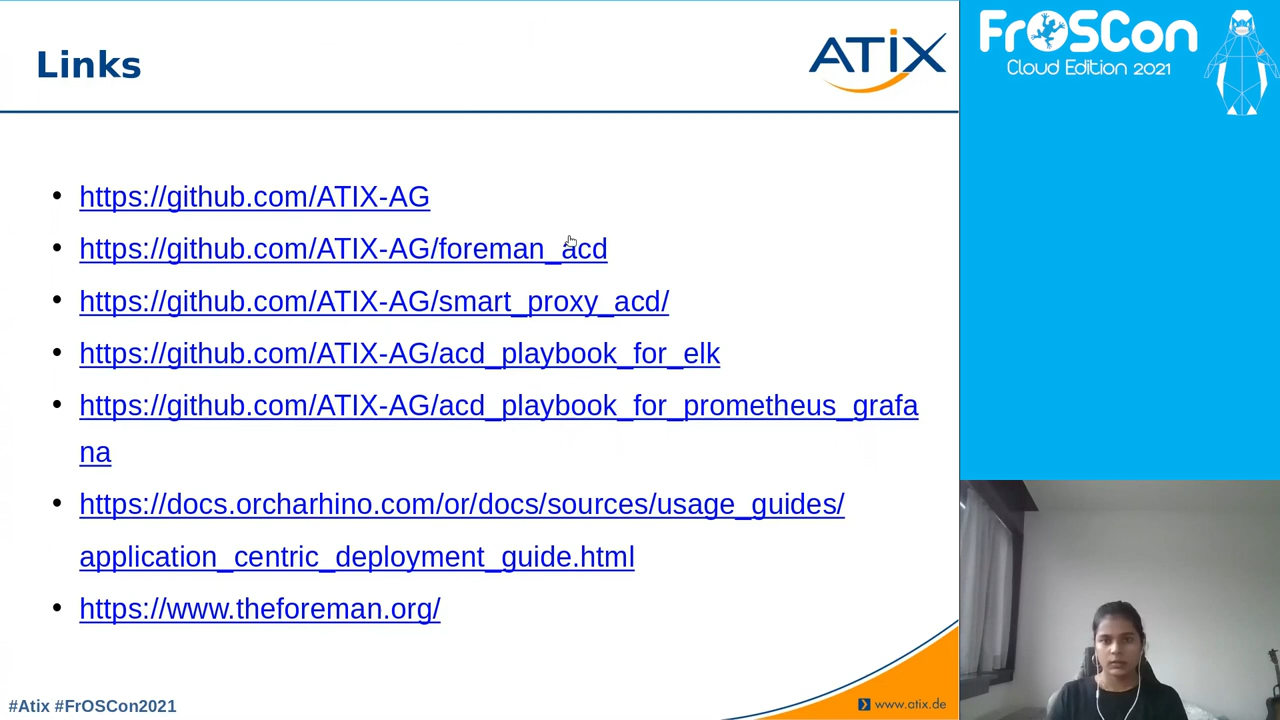 Links
ATIX
FrOSCon
Cloud Edition 2021
https://github.com/ATIX-AG
https://github.com/ATIX-AG/foreman_acd
https://github.com/ATIX-AG/smart_proxy_acd/
https://github.com/ATIX-AG/acd_playbook_for_elk
https://github.com/ATIX-AG/acd_playbook_for_prometheus_grafa
na
https://docs.orcharhino.com/or/docs/sources/usage_guides/
application_centric_deployment_guide.html
https://www.theforeman.org/
#Atix #FrOSCon2021
www.atix.de